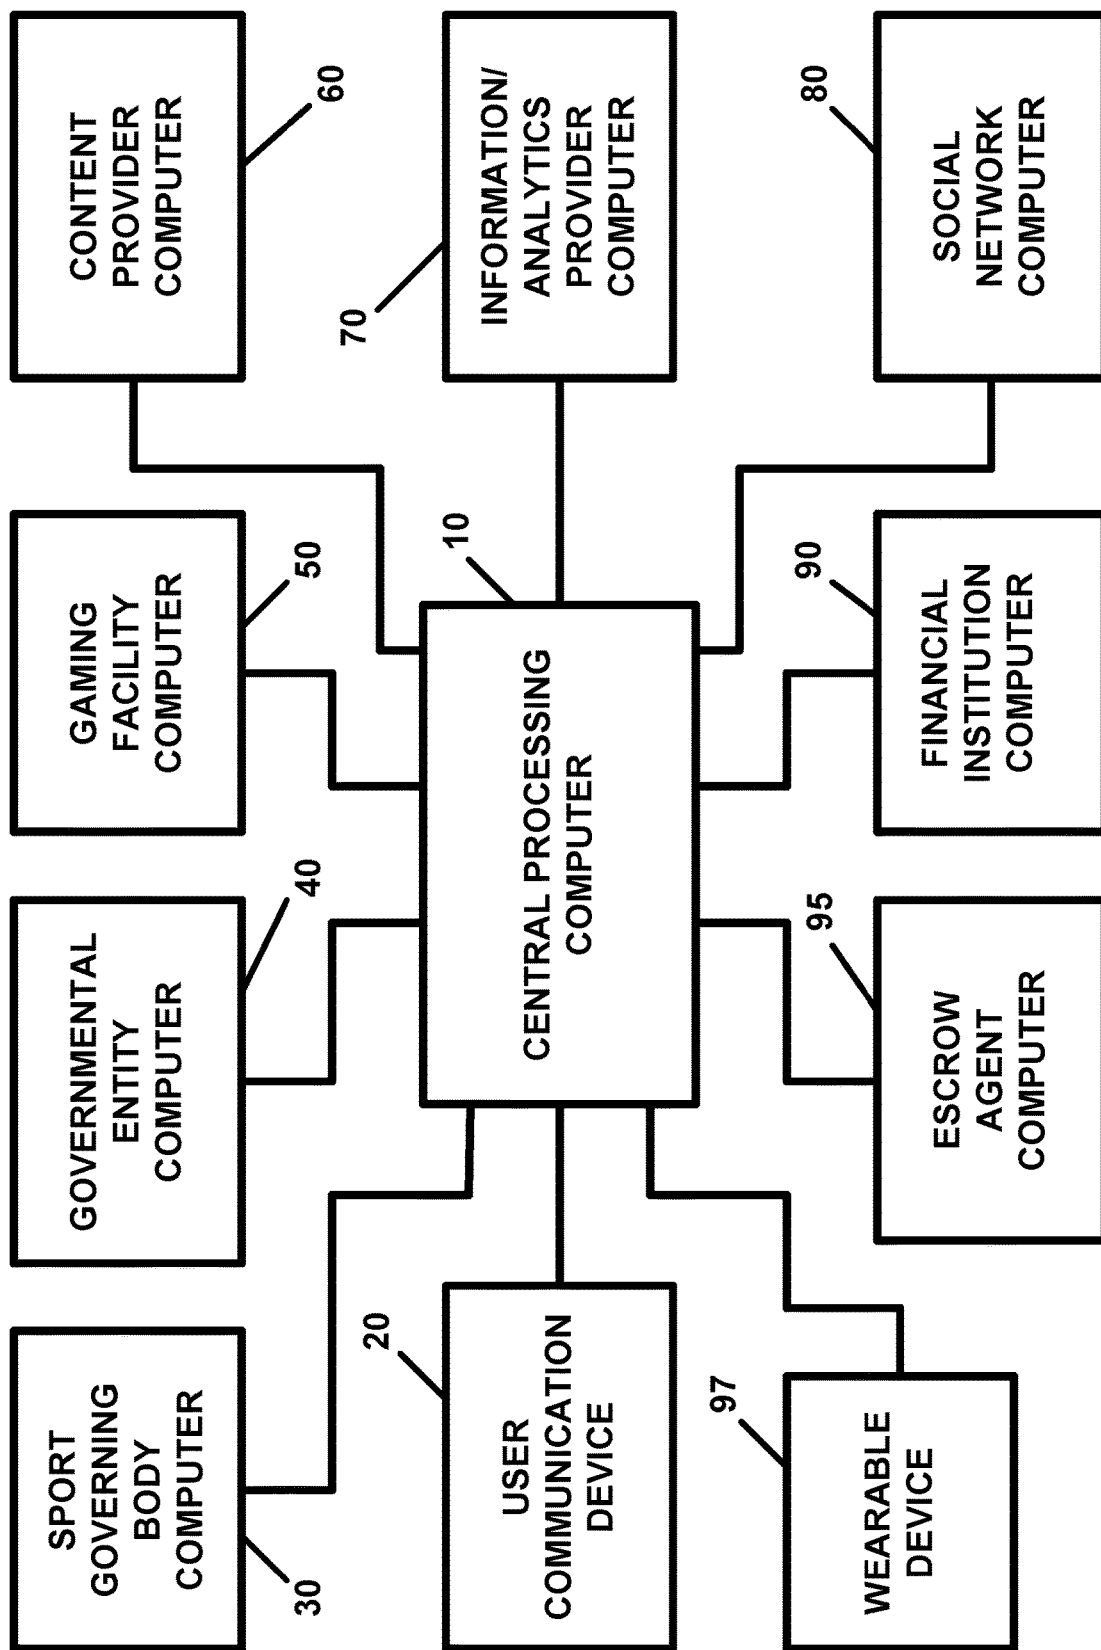 SPORT
GOVERNING
BODY
COMPUTER
30
GOVERNMENTAL
ENTITY
COMPUTER
40
GAMING
FACILITY
COMPUTER
50
CONTENT
PROVIDER
COMPUTER
60
USER
COMMUNICATION
DEVICE
20
CENTRAL PROCESSING
COMPUTER
10
INFORMATION/
ANALYTICS
PROVIDER
COMPUTER
70
WEARABLE
DEVICE
97
ESCROW
AGENT
COMPUTER
95
FINANCIAL
INSTITUTION
COMPUTER
90
SOCIAL
NETWORK
COMPUTER
80